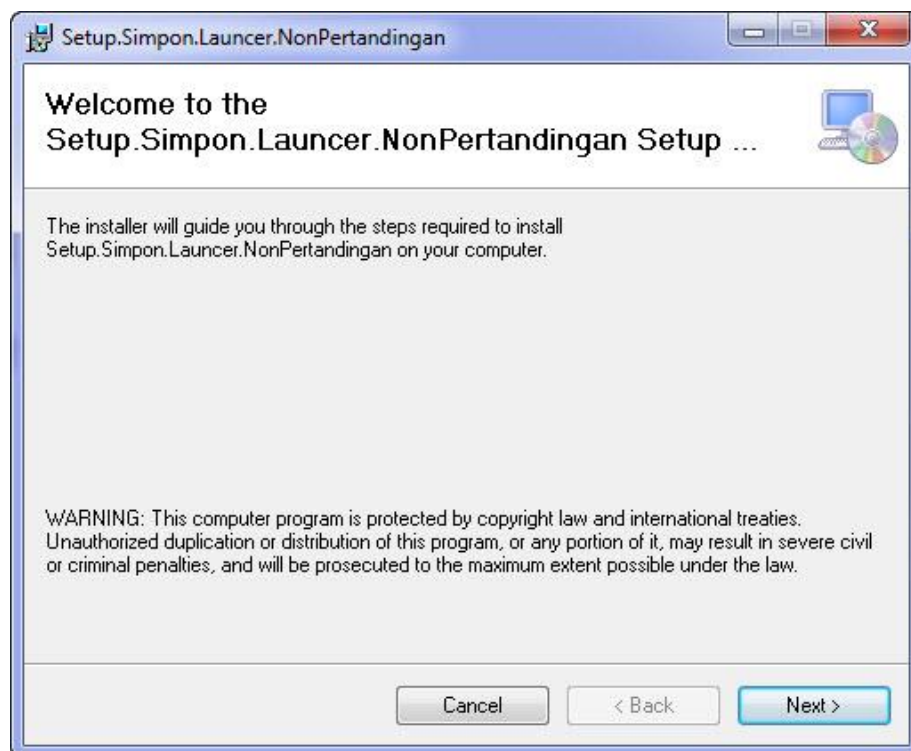 Setup.Simpon.Launcer.NonPertandingan
Welcome to the
Setup.Simpon.Launcer.NonPertandingan Setup ...
The installer will guide you through the steps required to install
Setup.Simpon.Launcer.NonPertandingan on your computer.
WARNING: This computer program is protected by copyright law and international treaties.
Unauthorized duplication or distribution of this program, or any portion of it, may result in severe civil
or criminal penalties, and will be prosecuted to the maximum extent possible under the law.
Cancel < Back Next >